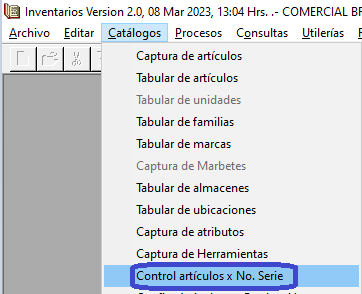 Inventarios Version 2.0, 08 Mar 2023, 13:04 Hrs. .- COMERCIAL BR
Archivo Editar Catálogos Procesos Consultas Utilerías
Captura de artículos
Tabular de artículos
Tabular de unidades
Tabular de familias
Tabular de marcas
Captura de Marbetes
Tabular de almacenes
Tabular de ubicaciones
Captura de atributos
Captura de Herramientas
Control artículos x No. Serie